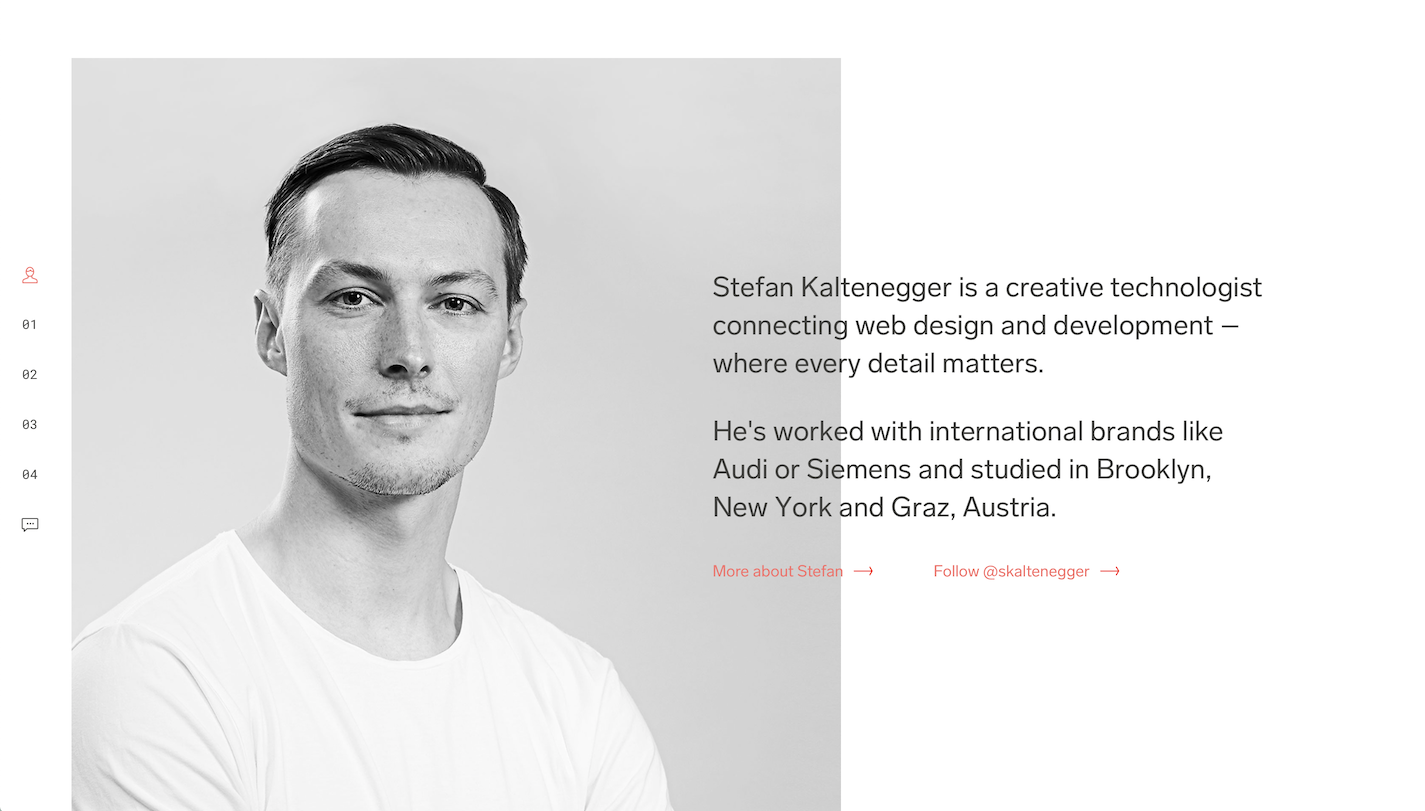 01
02
03
04
Stefan Kaltenegger is a creative technologist
connecting web design and development –
where every detail matters.
He's worked with international brands like
Audi or Siemens and studied in Brooklyn,
New York and Graz, Austria.
More about Stefan ⟶
Follow @skaltenegger ⟶